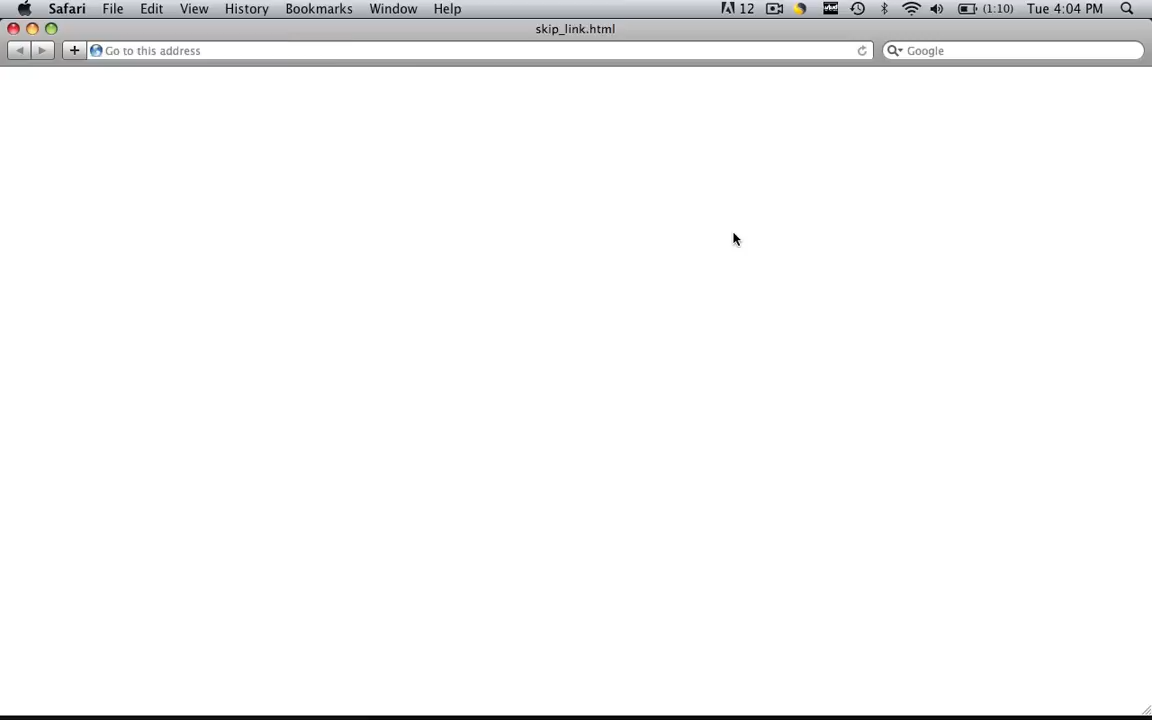 Safari File Edit View History Bookmarks Window Help 12 (1:10) Tue 4:04 PM
skip_link.html
Go to this address Google